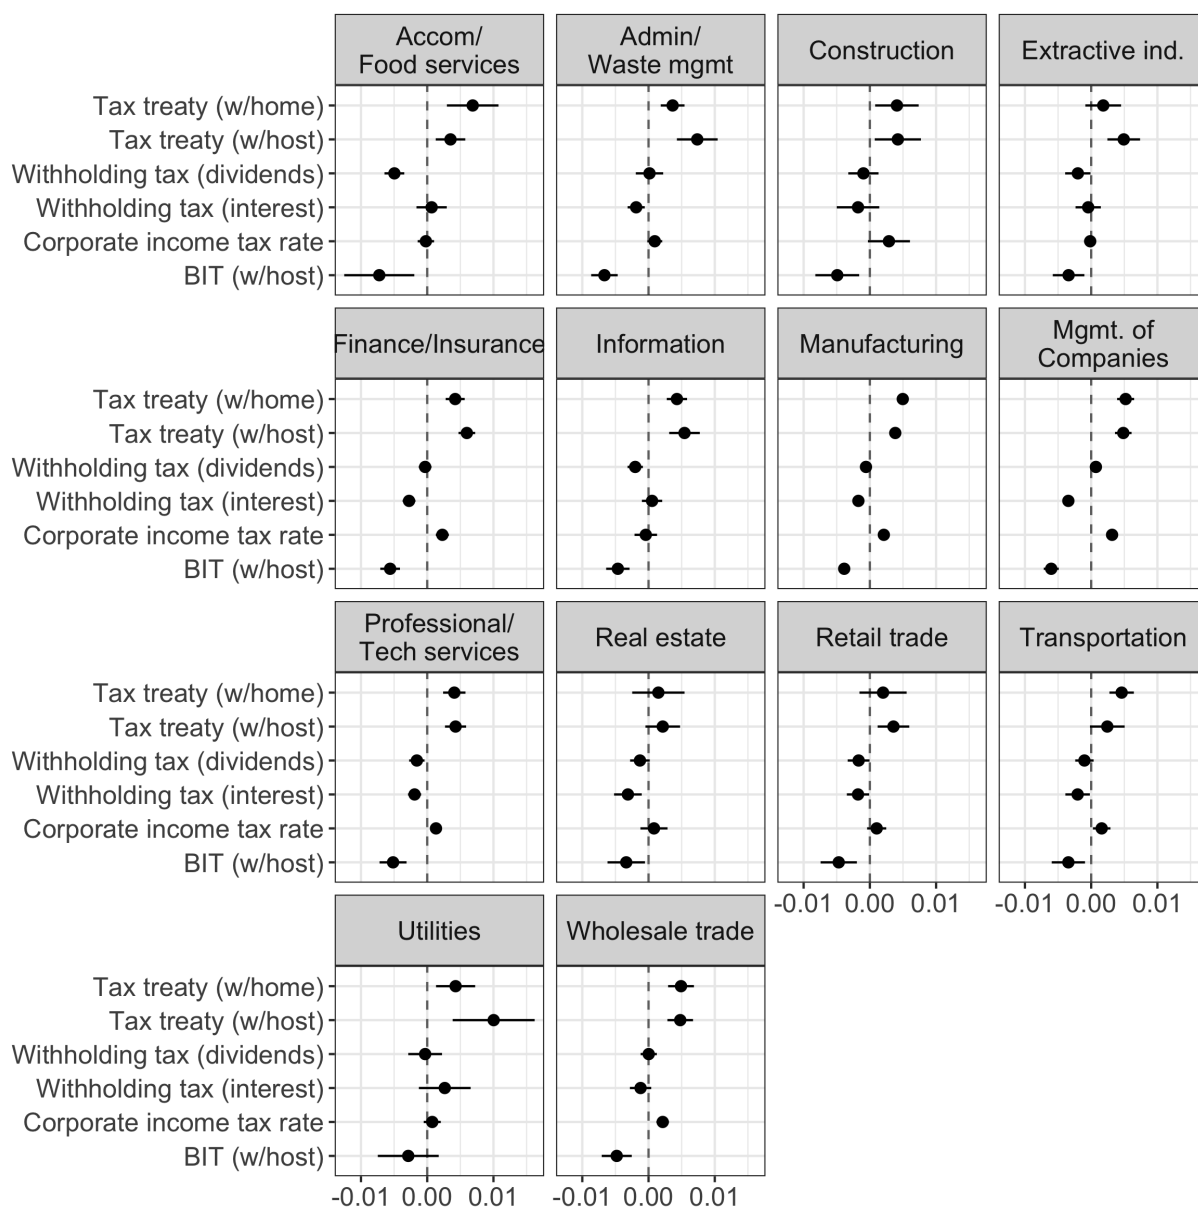 Accom/
Food services
Admin/
Waste mgmt
Construction
Extractive ind.
Tax treaty (w/home)
Tax treaty (w/host)
Withholding tax (dividends)
Withholding tax (interest)
Corporate income tax rate
BIT (w/host)
Finance/Insurance
Information
Manufacturing
Mgmt. of
Companies
Tax treaty (w/home)
Tax treaty (w/host)
Withholding tax (dividends)
Withholding tax (interest)
Corporate income tax rate
BIT (w/host)
Professional/
Tech services
Real estate
Retail trade
Transportation
Tax treaty (w/home)
Tax treaty (w/host)
Withholding tax (dividends)
Withholding tax (interest)
Corporate income tax rate
BIT (w/host)
-0.01 0.00 0.01
-0.01 0.00 0.01
Utilities
Wholesale trade
Tax treaty (w/home)
Tax treaty (w/host)
Withholding tax (dividends)
Withholding tax (interest)
Corporate income tax rate
BIT (w/host)
-0.01 0.00 0.01
-0.01 0.00 0.01